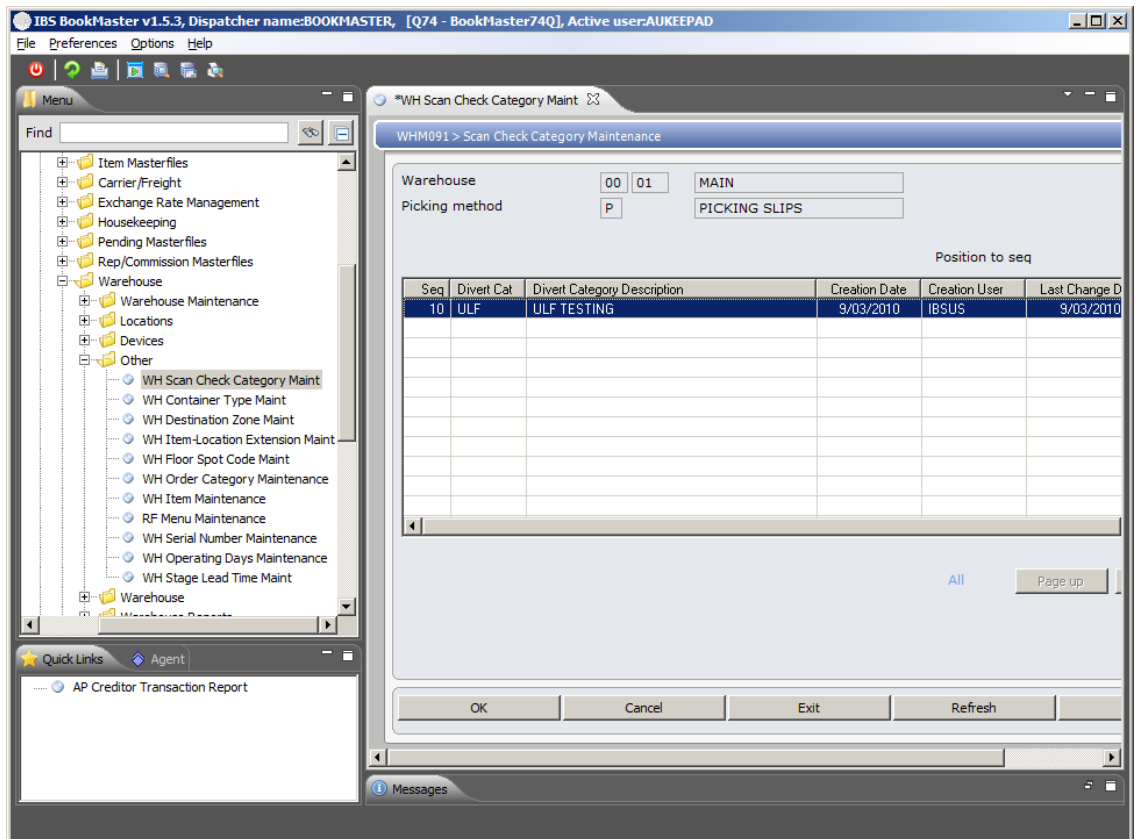 IBS BookMaster v1.5.3, Dispatcher name:BOOKMASTER, [Q74 - BookMaster74Q], Active user:AUKEEPAD
File Preferences Options Help
Menu
Find
Item Masterfiles
Carrier/Freight
Exchange Rate Management
Housekeeping
Pending Masterfiles
Rep/Commission Masterfiles
Warehouse
Warehouse Maintenance
Locations
Devices
Other
WH Scan Check Category Maint
WH Container Type Maint
WH Destination Zone Maint
WH Item-Location Extension Maint
WH Floor Spot Code Maint
WH Order Category Maintenance
WH Item Maintenance
RF Menu Maintenance
WH Serial Number Maintenance
WH Operating Days Maintenance
WH Stage Lead Time Maint
Warehouse
Warehouse Reports
Quick Links Agent
AP Creditor Transaction Report
*WH Scan Check Category Maint
WHM091 > Scan Check Category Maintenance
Warehouse 00 01 MAIN
Picking method P PICKING SLIPS
Position to seq
Seq Divert Cat Divert Category Description Creation Date Creation User Last Change D
10 ULF ULF TESTING 9/03/2010 IBSUS 9/03/2010
All Page up
OK Cancel Exit Refresh
Messages